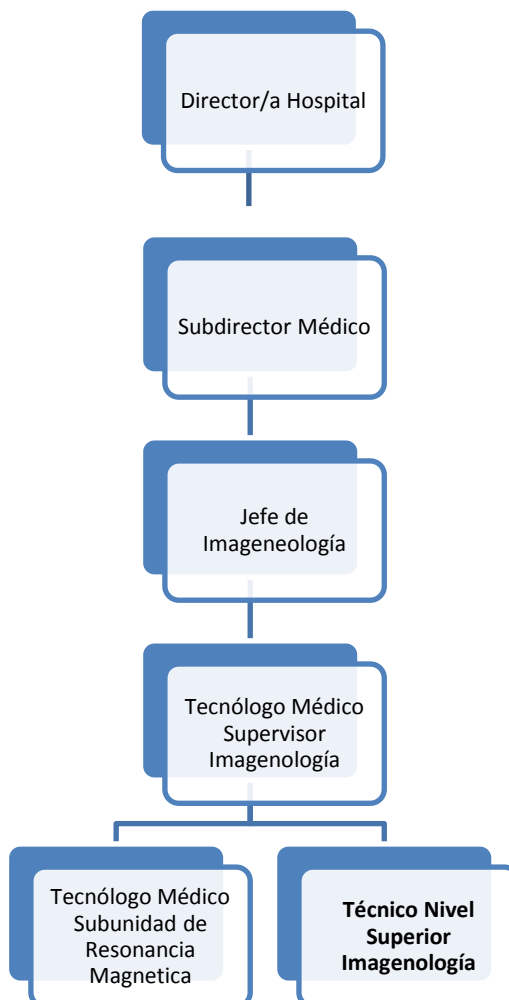 Director/a Hospital
Subdirector Médico
Jefe de
Imageneología
Tecnólogo Médico
Supervisor
Imagenología
Tecnólogo Médico
Subunidad de
Resonancia
Magnetica
Técnico Nivel
Superior
Imagenología